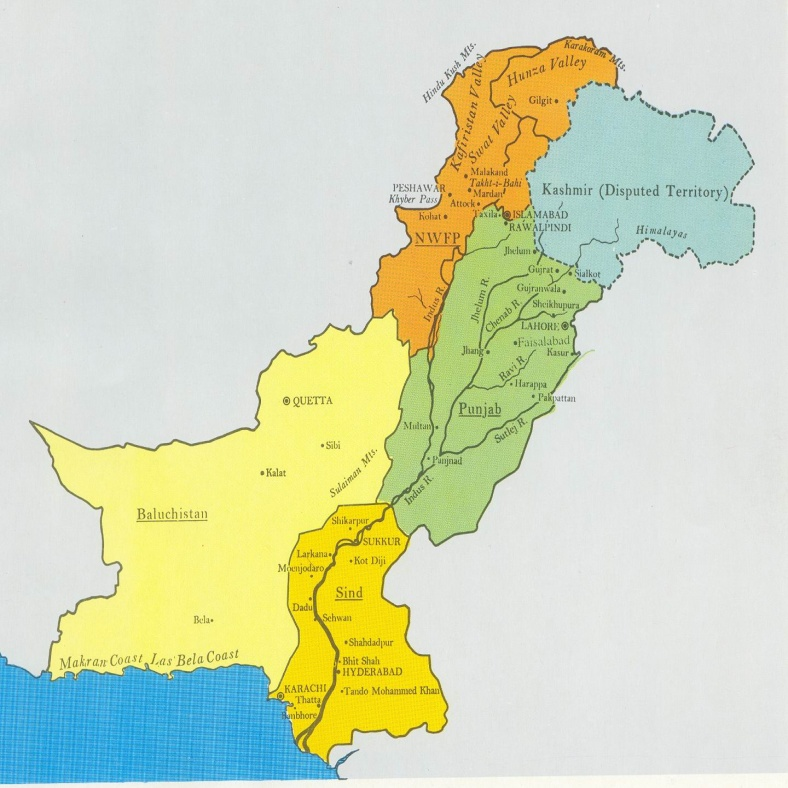 Karakoram Mts.
Hindu Kush Mts.
Hunza Valley
Kafiristan Valley
Gilgit
Swat Valley
Malakand
Takht-i-Bahi
PESHAWAR
Mardan
Khyber Pass
Attock
Kohat
Taxila
ISLAMABAD
RAWALPINDI
Kashmir (Disputed Territory)
Himalayas
NWFP
Jhelum
Gujrat
Sialkot
Gujranwala
Jhelum R.
Chenab R.
Indus R.
Sheikhupura
LAHORE
Faisalabad
Kasur
Jhang
Ravi R.
Harappa
Pakpattan
QUETTA
Punjab
Multan
Sutlej R.
Sibi
Panjnad
Kalat
Sulaiman Mts.
Indus R.
Baluchistan
Shikarpur
SUKKUR
Larkana
Kot Diji
Moenjodaro
Sind
Dadu
Sehwan
Bela
Shahdadpur
Makran Coast Las Bela Coast
Bhit Shah
HYDERABAD
KARACHI
Tando Mohammed Khan
Thatta
Banbhore